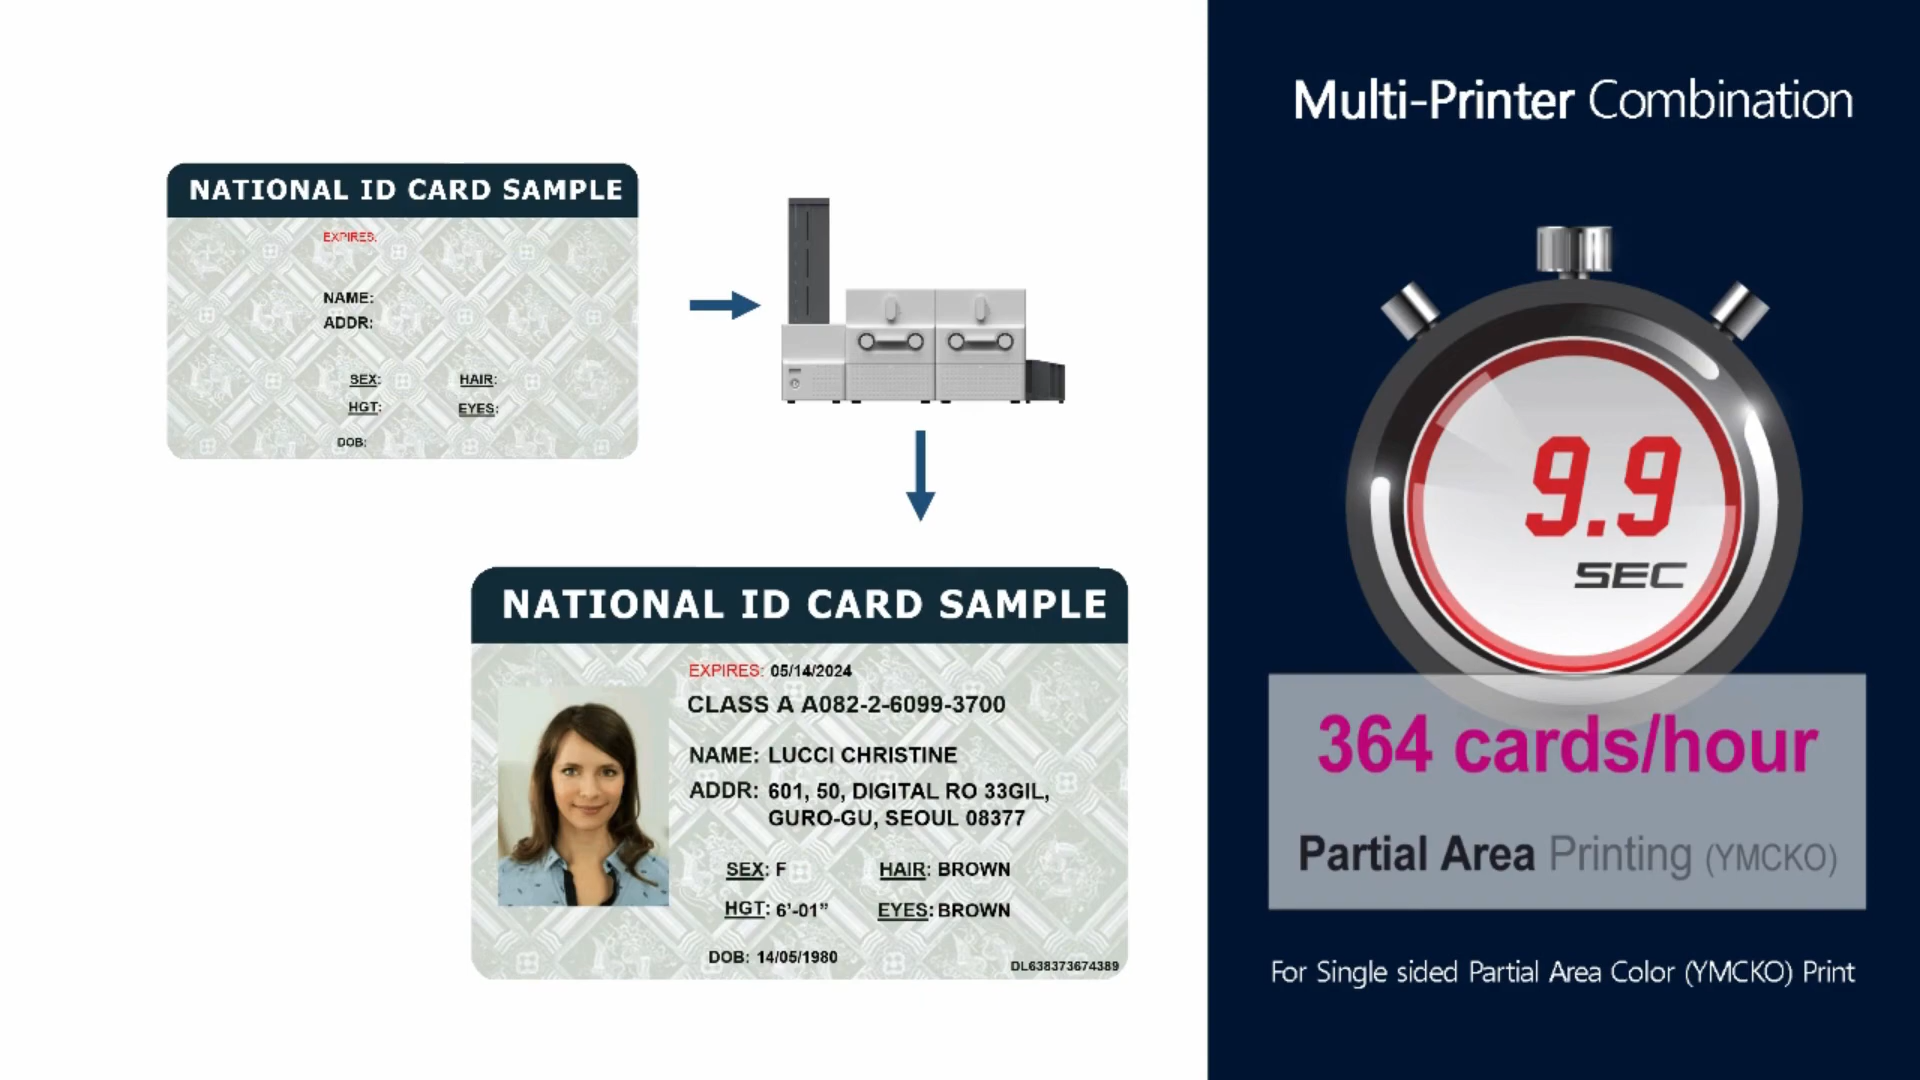 NATIONAL ID CARD SAMPLE
EXPIRES:
NAME:
ADDR:
SEX: HAIR:
HGT: EYES:
DOB:
NATIONAL ID CARD SAMPLE
EXPIRES: 05/14/2024
CLASS A A082-2-6099-3700
NAME: LUCCI CHRISTINE
ADDR: 601, 50, DIGITAL RO 33GIL,
GURO-GU, SEOUL 08377
SEX: F HAIR: BROWN
HGT: 6'-01" EYES: BROWN
DOB: 14/05/1980
DL638373674389
Multi-Printer Combination
9.9
SEC
364 cards/hour
Partial Area Printing (YMCKO)
For Single sided Partial Area Color (YMCKO) Print